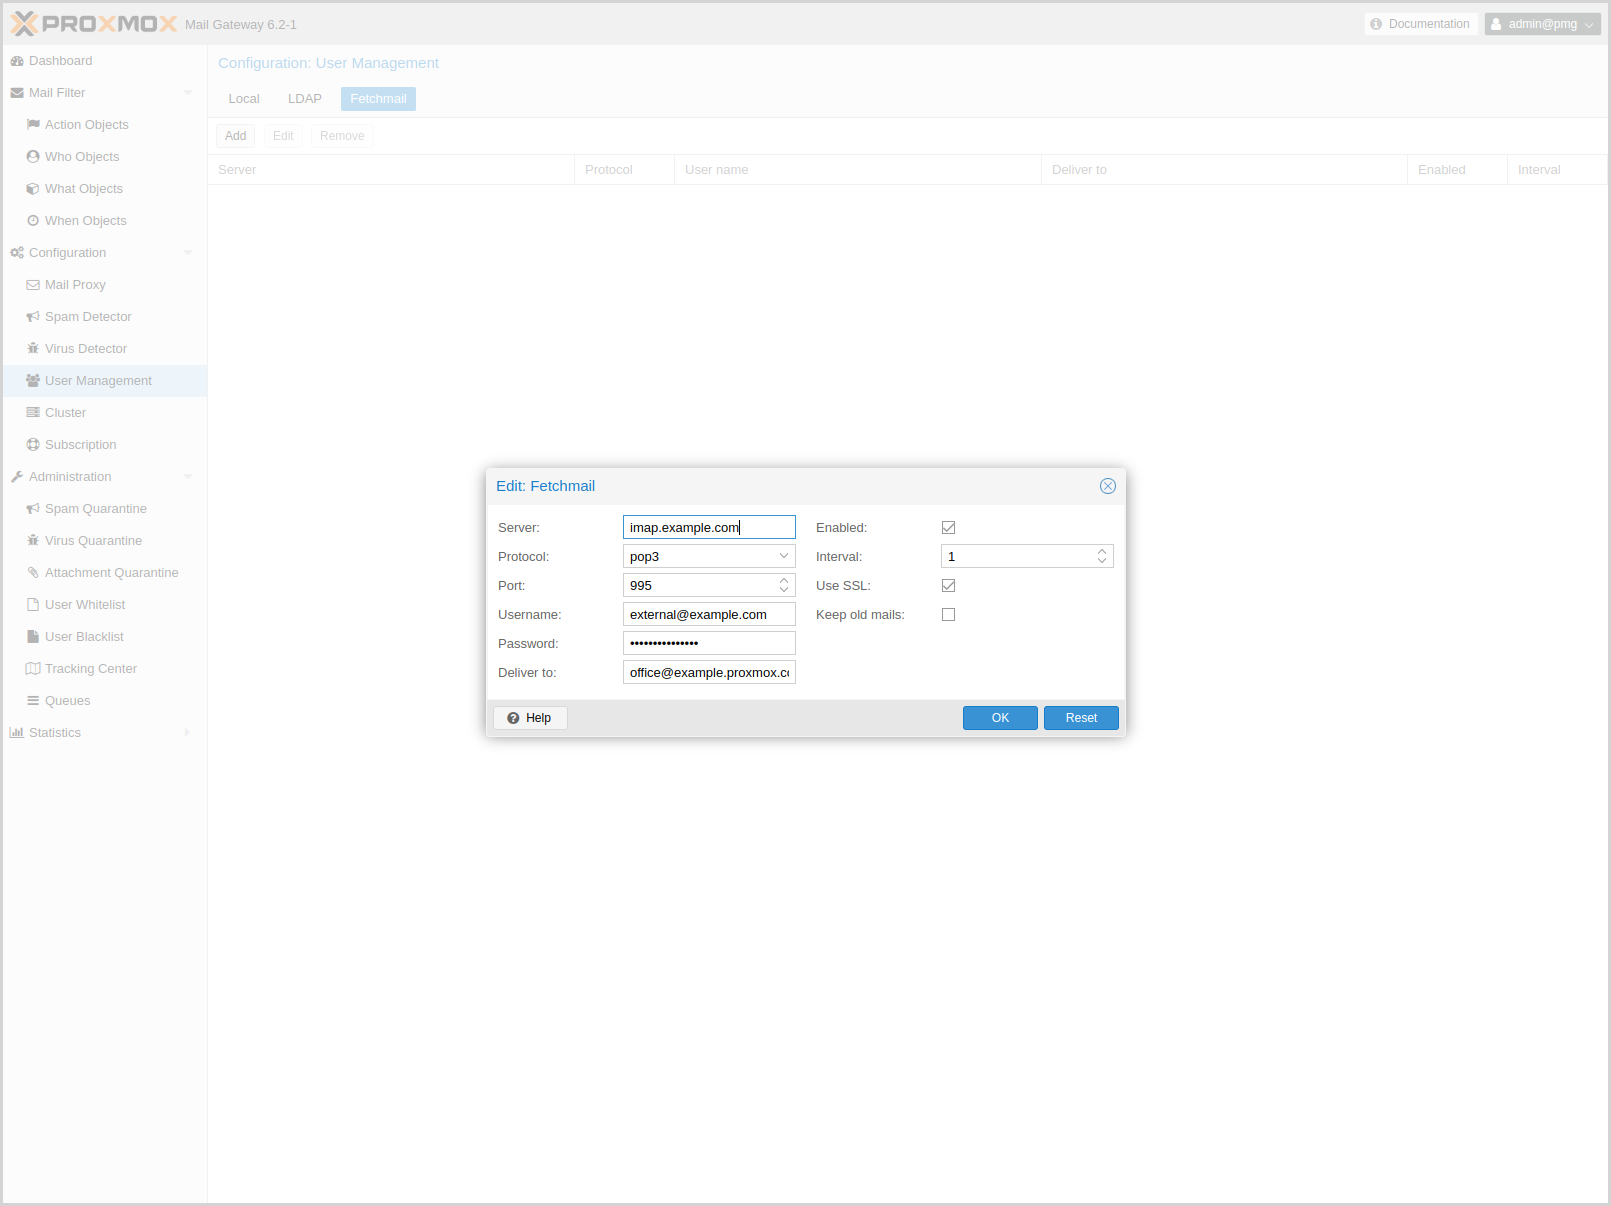 PROXMOX Mail Gateway 6.2-1
Documentation
admin@pmg
Dashboard
Mail Filter
Action Objects
Who Objects
What Objects
When Objects
Configuration
Mail Proxy
Spam Detector
Virus Detector
User Management
Cluster
Subscription
Administration
Spam Quarantine
Virus Quarantine
Attachment Quarantine
User Whitelist
User Blacklist
Tracking Center
Queues
Statistics
Configuration: User Management
Local LDAP Fetchmail
Add Edit Remove
Server Protocol User name Deliver to Enabled Interval
Edit: Fetchmail
Server: imap.example.com
Protocol: pop3
Port: 995
Username: external@example.com
Password: •••••••••••••••
Deliver to: office@example.proxmox.c
Enabled:
Interval: 1
Use SSL:
Keep old mails:
Help
OK Reset